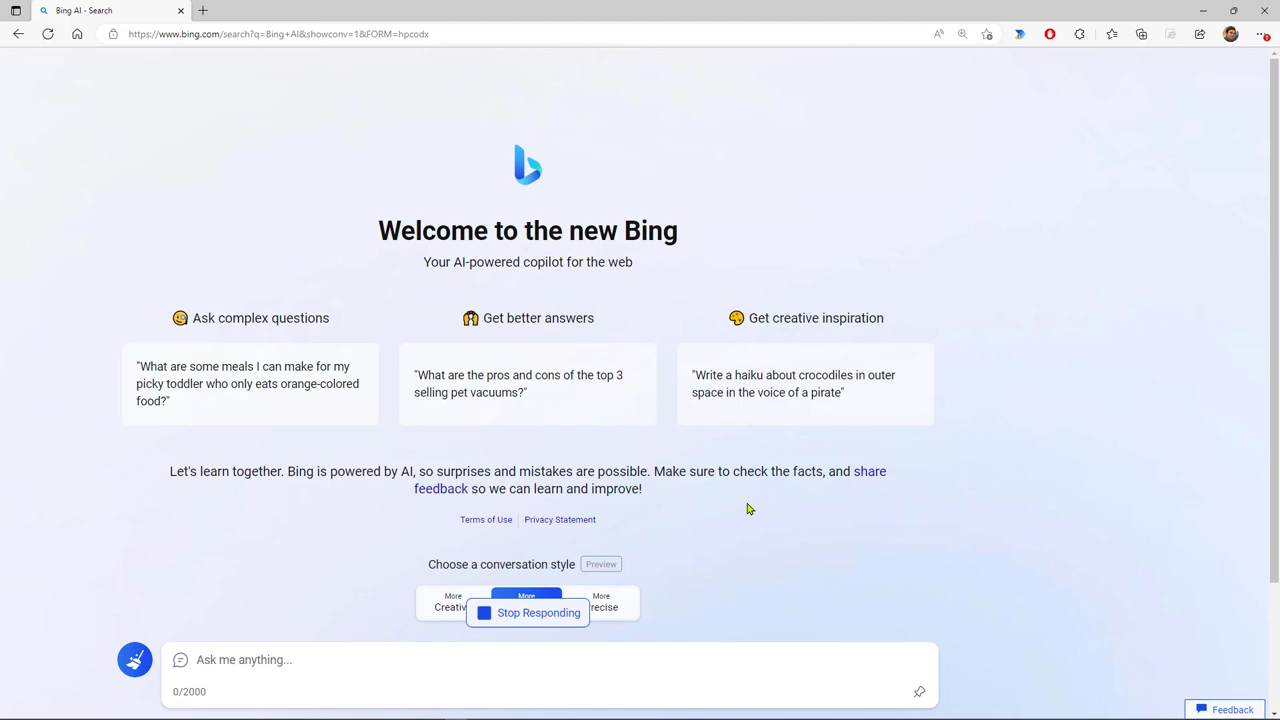 Bing AI - Search
https://www.bing.com/search?q=Bing+AI&showconv=1&FORM=hpcodx
Welcome to the new Bing
Your AI-powered copilot for the web
Ask complex questions
Get better answers
Get creative inspiration
"What are some meals I can make for my
picky toddler who only eats orange-colored
food?"
"What are the pros and cons of the top 3
selling pet vacuums?"
"Write a haiku about crocodiles in outer
space in the voice of a pirate"
Let's learn together. Bing is powered by AI, so surprises and mistakes are possible. Make sure to check the facts, and share
feedback so we can learn and improve!
Terms of Use Privacy Statement
Choose a conversation style Preview
More More More
Creativ recise
Stop Responding
Ask me anything...
0/2000
Feedback